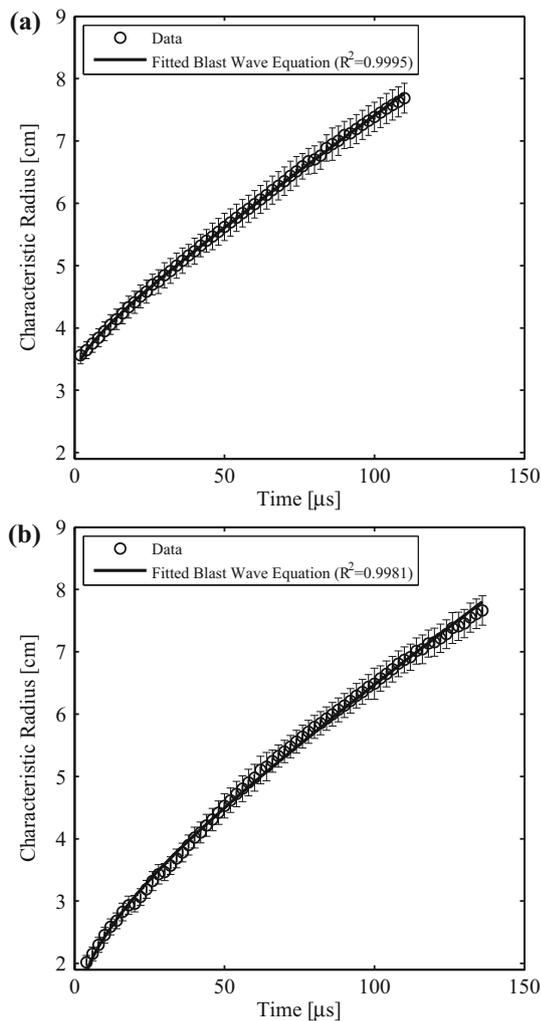 (a)
9
8
7
6
5
4
3
2
Characteristic Radius [cm]
Data
Fitted Blast Wave Equation (R²=0.9995)
0
50
100
150
Time [μs]
(b)
9
8
7
6
5
4
3
2
Characteristic Radius [cm]
Data
Fitted Blast Wave Equation (R²=0.9981)
0
50
100
150
Time [μs]